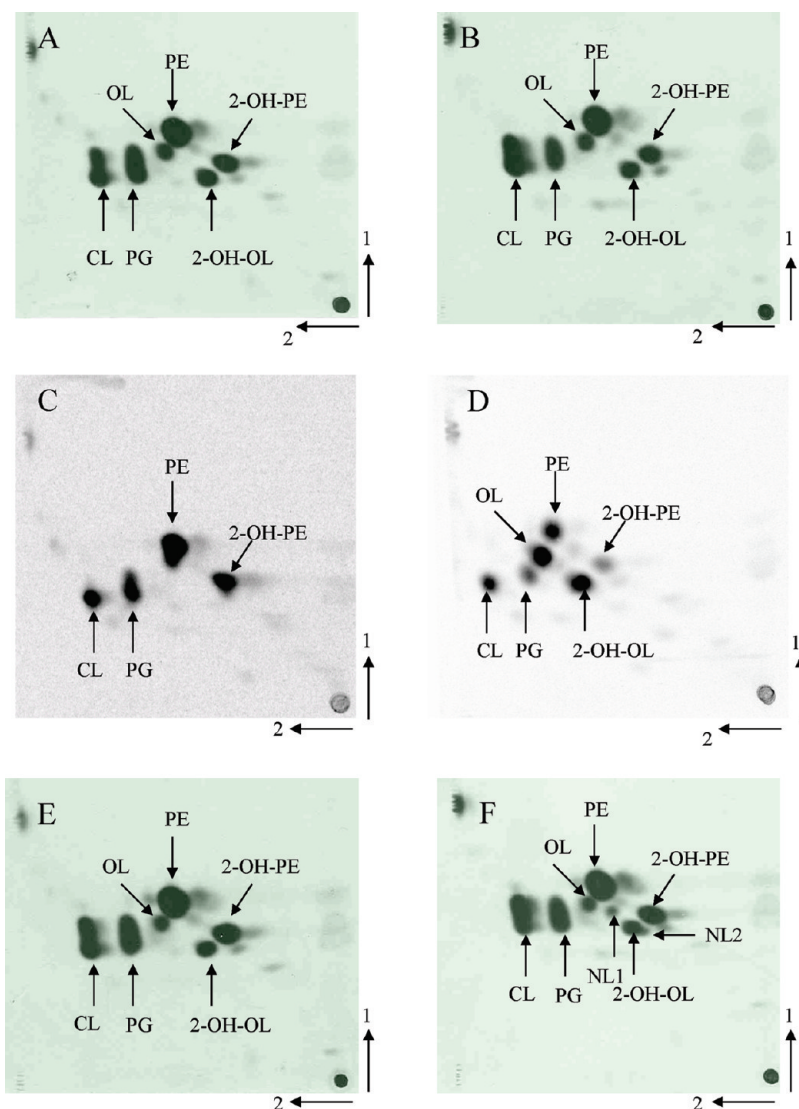 A
PE
OL
2-OH-PE
CL PG 2-OH-OL
1
2
B
PE
OL
2-OH-PE
CL PG 2-OH-OL
1
2
C
PE
2-OH-PE
CL PG
1
2
D
PE
OL
2-OH-PE
CL PG 2-OH-OL
1
2
E
PE
OL
2-OH-PE
CL PG 2-OH-OL
1
2
F
PE
OL
2-OH-PE
NL2
CL PG NL1 2-OH-OL
1
2